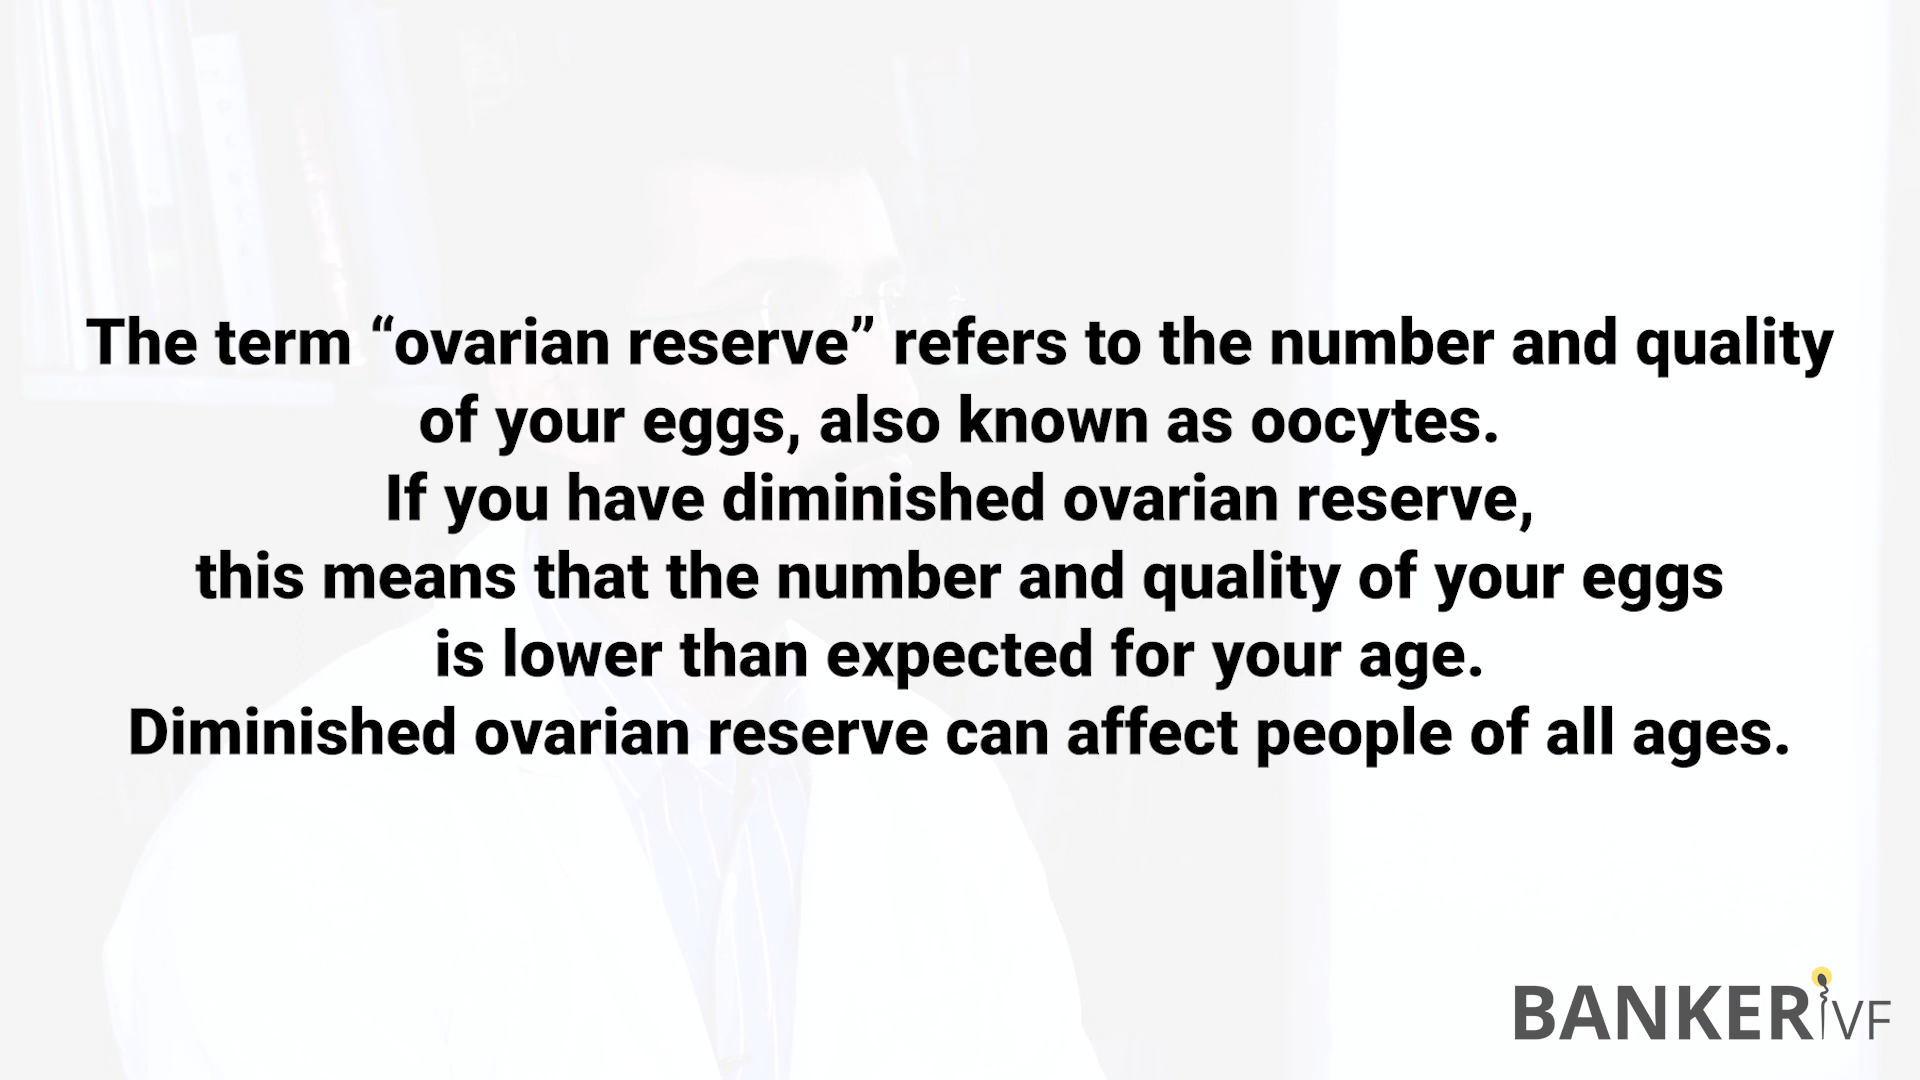 The term “ovarian reserve” refers to the number and quality
of your eggs, also known as oocytes.
If you have diminished ovarian reserve,
this means that the number and quality of your eggs
is lower than expected for your age.
Diminished ovarian reserve can affect people of all ages.
BANKER iVF